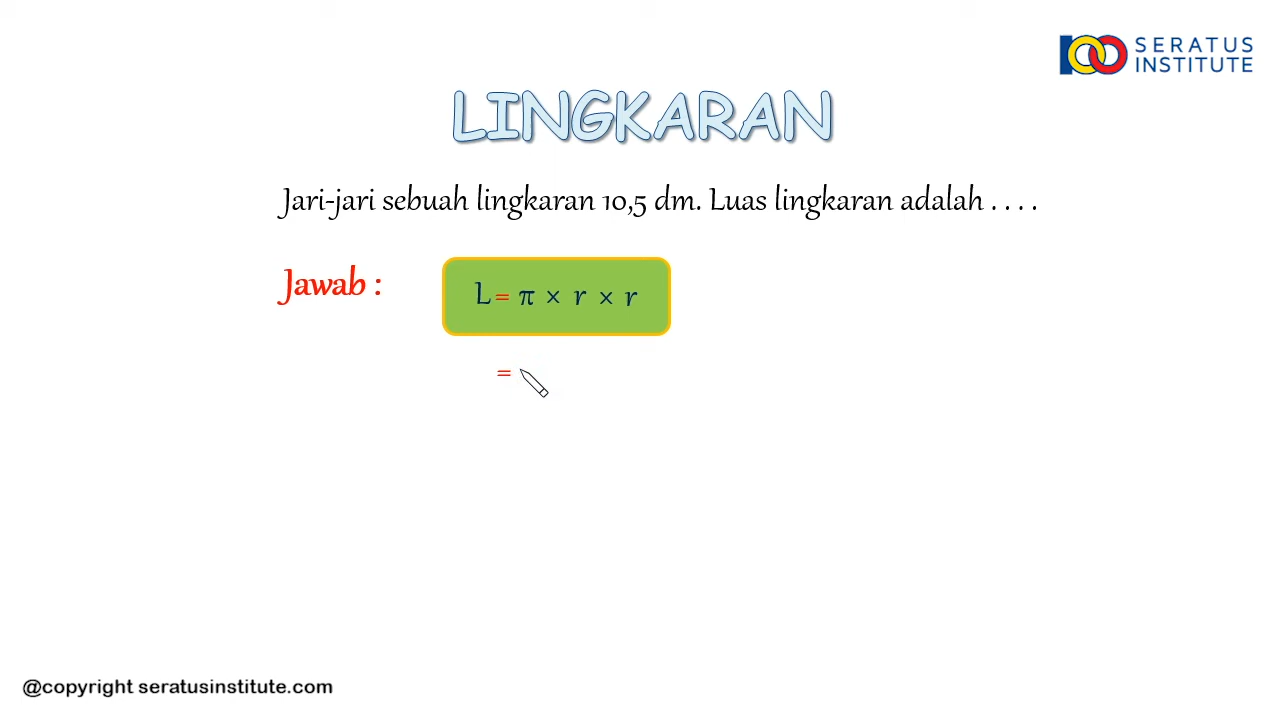 SERATUS
INSTITUTE
LINGKARAN
Jari-jari sebuah lingkaran 10,5 dm. Luas lingkaran adalah . . . .
Jawab :
L = π × r × r
=
@copyright seratusinstitute.com